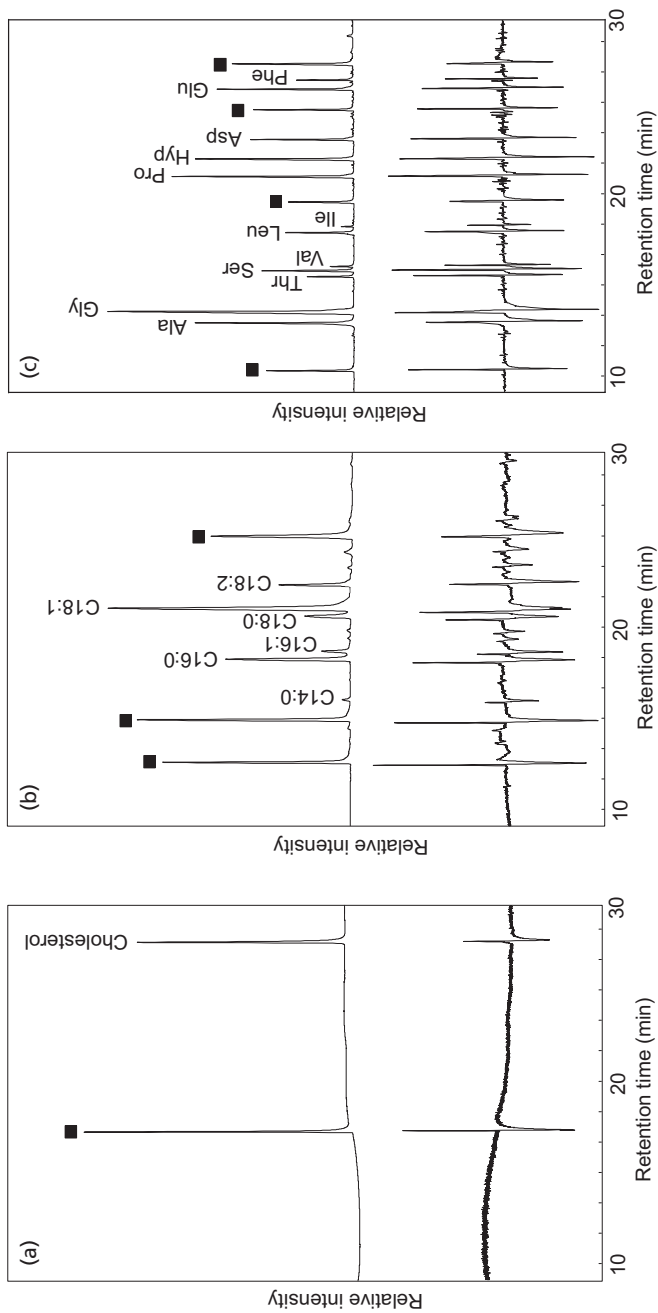 (a)
Cholesterol
10
20
30
Retention time (min)
(b)
Relative intensity
C14:0
C16:0
C16:1
C18:0
C18:1
C18:2
10
20
30
Retention time (min)
(c)
Relative intensity
Ala
Gly
Thr
Ser
Val
Leu
Ile
Pro
Hyp
Asp
Glu
Phe
10
20
30
Retention time (min)
Relative intensity